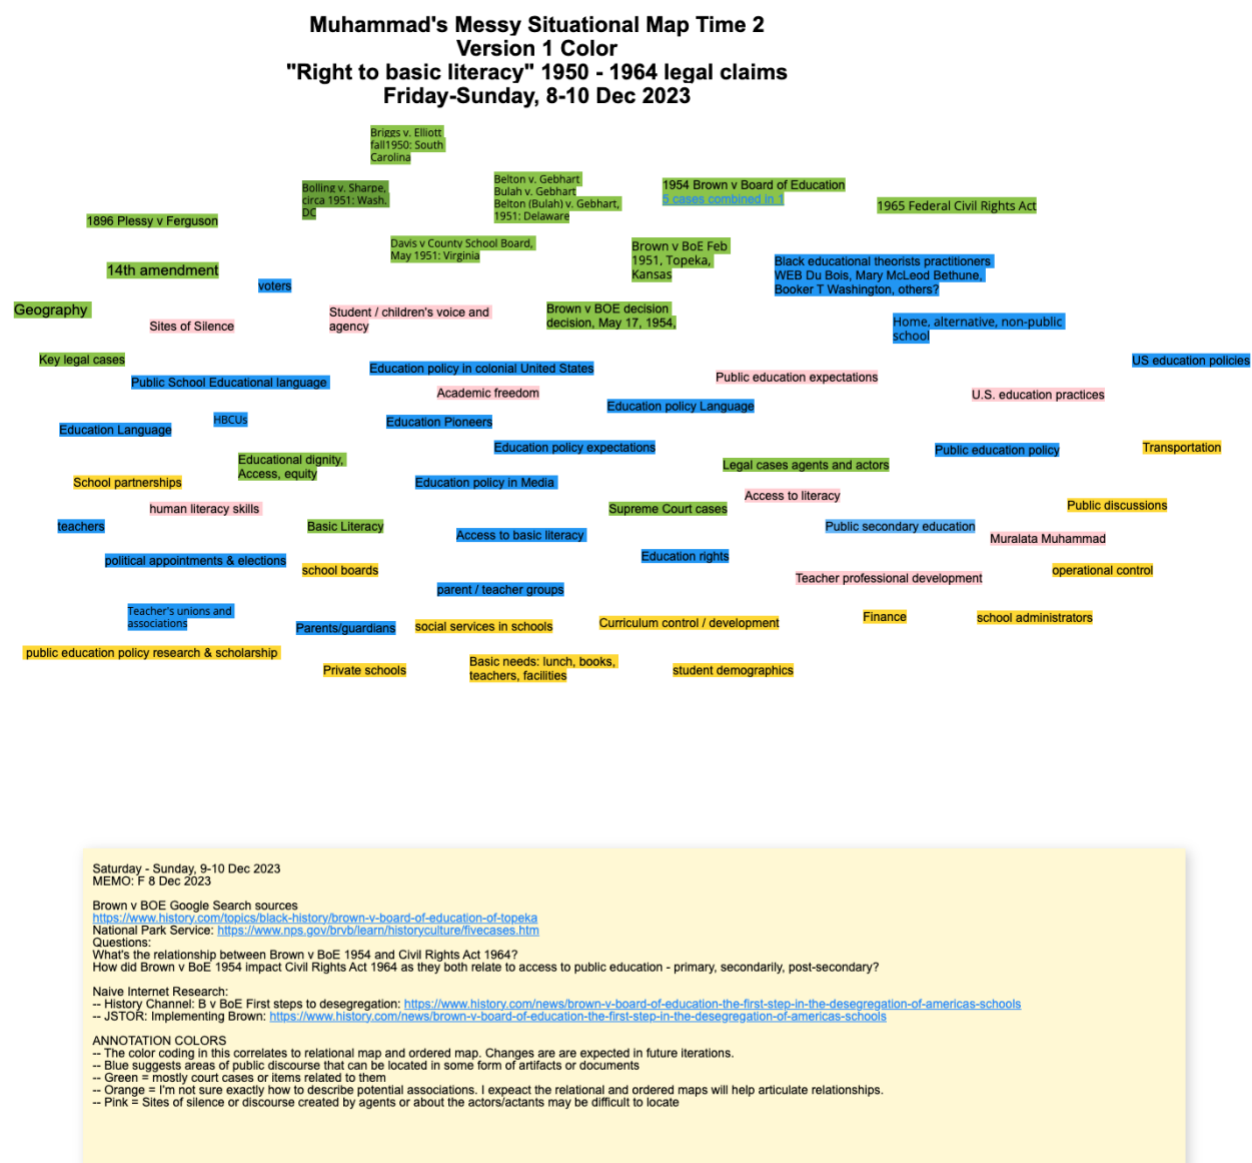 Muhammad's Messy Situational Map Time 2
Version 1 Color
"Right to basic literacy" 1950 - 1964 legal claims
Friday-Sunday, 8-10 Dec 2023
Briggs v. Elliott
fall1950: South
Carolina
Bolling v. Sharpe,
circa 1951: Wash.
DC
Belton v. Gebhart
Bulah v. Gebhart
Belton (Bulah) v. Gebhart,
1951: Delaware
1954 Brown v Board of Education
5 cases combined in 1
1965 Federal Civil Rights Act
1896 Plessy v Ferguson
Davis v County School Board,
May 1951: Virginia
Brown v BoE Feb
1951, Topeka,
Kansas
14th amendment
Black educational theorists practitioners
WEB Du Bois, Mary McLeod Bethune,
Booker T Washington, others?
voters
Geography
Sites of Silence
Student / children's voice and
agency
Brown v BOE decision
decision, May 17, 1954,
Home, alternative, non-public
school
Key legal cases
US education policies
Public School Educational language
Education policy in colonial United States
Public education expectations
Academic freedom
U.S. education practices
Education policy Language
HBCUs
Education Pioneers
Education Language
Education policy expectations
Public education policy
Transportation
Educational dignity,
Access, equity
Legal cases agents and actors
School partnerships
Education policy in Media
Access to literacy
human literacy skills
Supreme Court cases
Public discussions
teachers
Basic Literacy
Access to basic literacy
Public secondary education
Muralata Muhammad
political appointments & elections
Education rights
school boards
Teacher professional development
operational control
parent / teacher groups
Teacher's unions and
associations
Parents/guardians
social services in schools
Curriculum control / development
Finance
school administrators
public education policy research & scholarship
Private schools
Basic needs: lunch, books,
teachers, facilities
student demographics
Saturday - Sunday, 9-10 Dec 2023
MEMO: F 8 Dec 2023
Brown v BOE Google Search sources
https://www.history.com/topics/black-history/brown-v-board-of-education-of-topeka
National Park Service: https://www.nps.gov/brvb/learn/historyculture/fivecases.htm
Questions:
What's the relationship between Brown v BoE 1954 and Civil Rights Act 1964?
How did Brown v BoE 1954 impact Civil Rights Act 1964 as they both relate to access to public education - primary, secondarily, post-secondary?
Naive Internet Research:
-- History Channel: B v BoE First steps to desegregation: https://www.history.com/news/brown-v-board-of-education-the-first-step-in-the-desegregation-of-americas-schools
-- JSTOR: Implementing Brown: https://www.history.com/news/brown-v-board-of-education-the-first-step-in-the-desegregation-of-americas-schools
ANNOTATION COLORS
-- The color coding in this correlates to relational map and ordered map. Changes are are expected in future iterations.
-- Blue suggests areas of public discourse that can be located in some form of artifacts or documents
-- Green = mostly court cases or items related to them
-- Orange = I'm not sure exactly how to describe potential associations. I expeact the relational and ordered maps will help articulate relationships.
-- Pink = Sites of silence or discourse created by agents or about the actors/actants may be difficult to locate